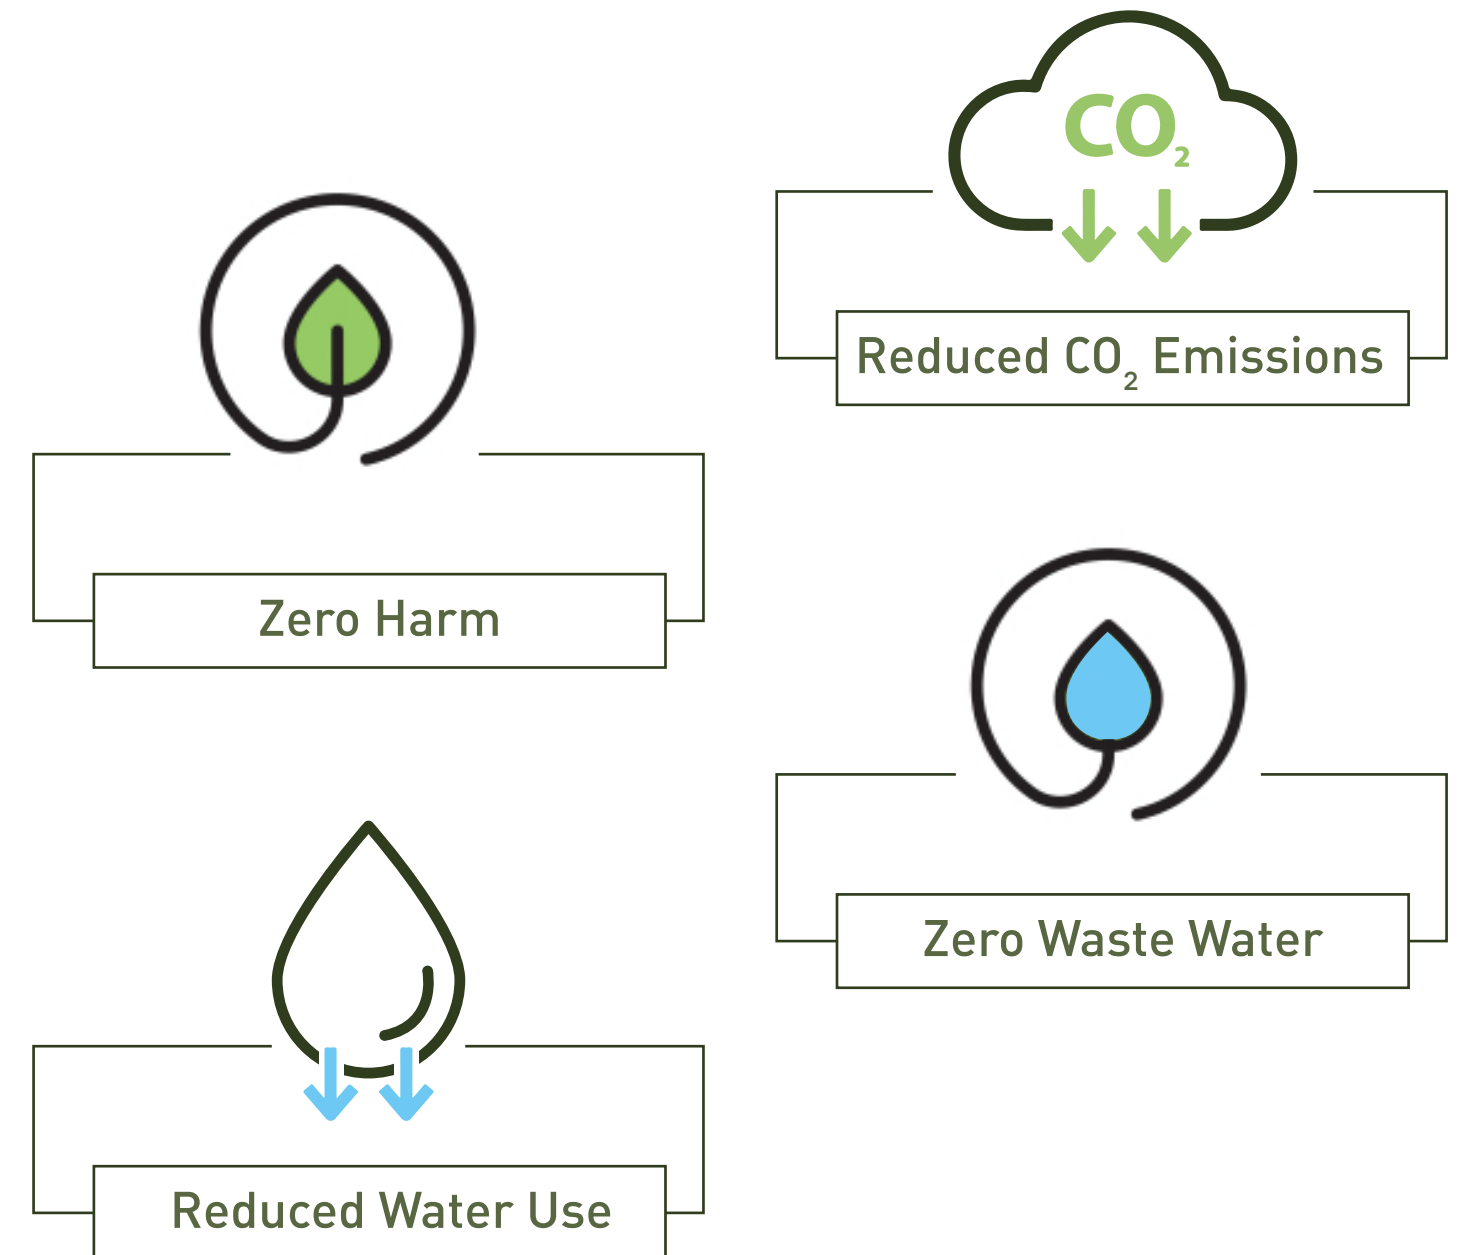 CO₂
Reduced CO₂ Emissions
Zero Harm
Zero Waste Water
Reduced Water Use